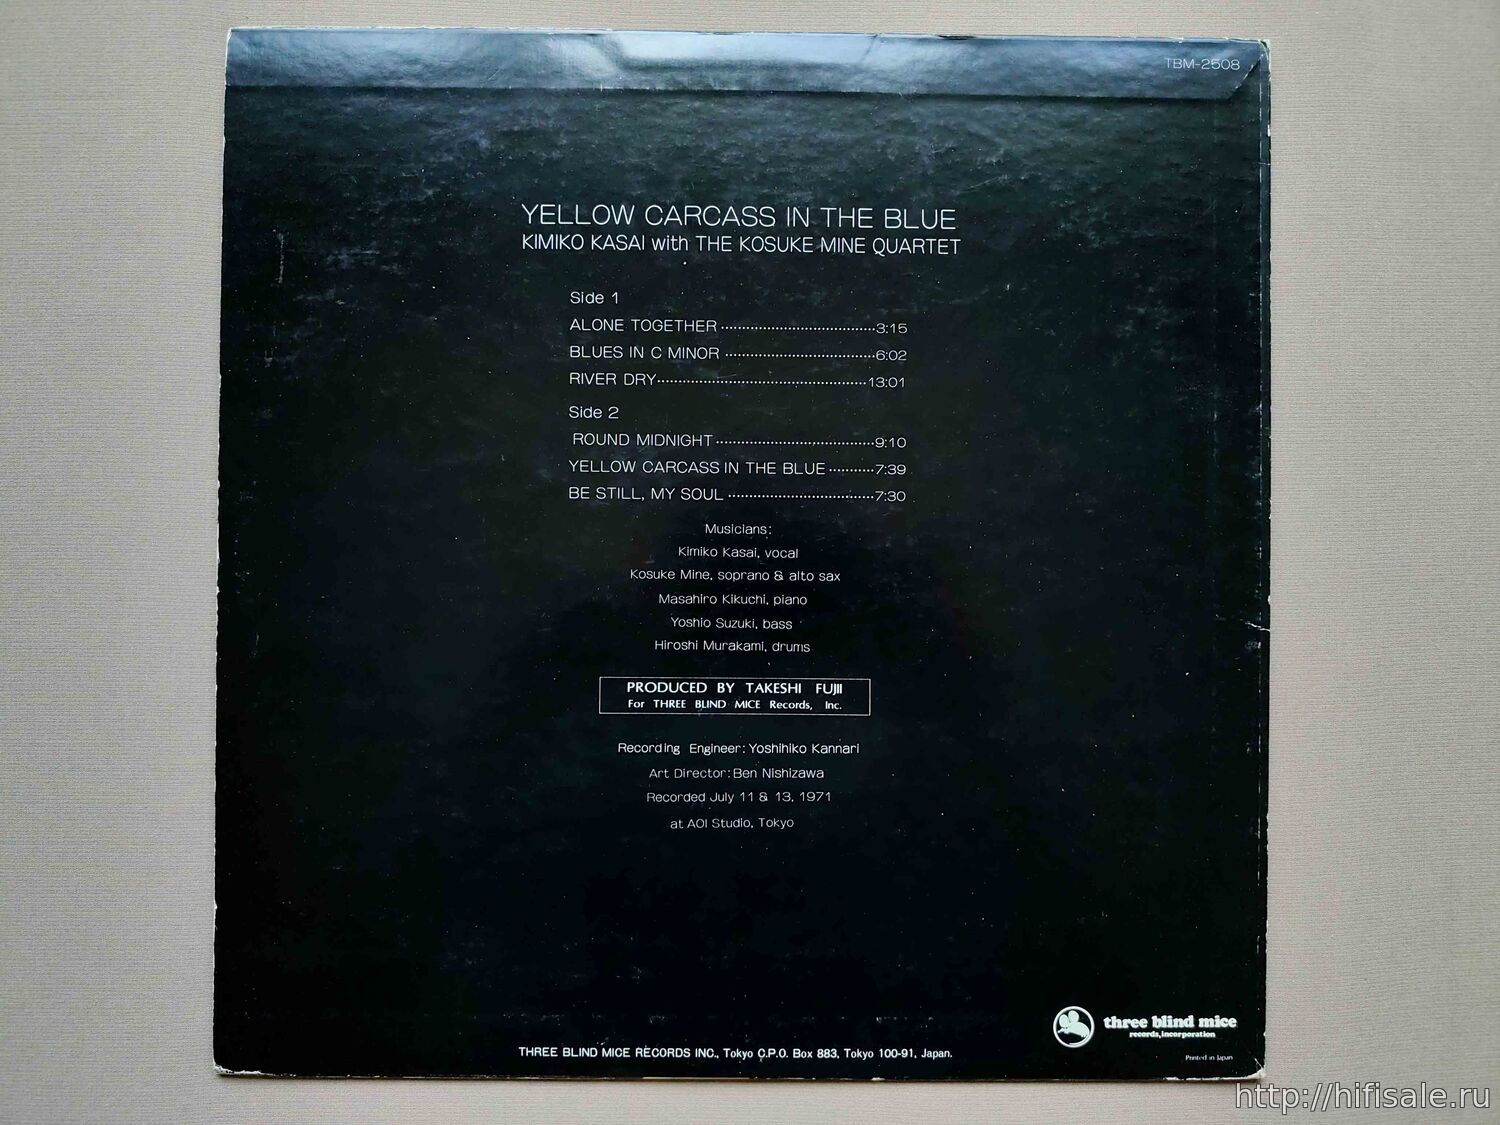 TBM-2508
YELLOW CARCASS IN THE BLUE
KIMIKO KASAI with THE KOSUKE MINE QUARTET
Side 1
ALONE TOGETHER 3:15
BLUES IN C MINOR 6:02
RIVER DRY 13:01
Side 2
ROUND MIDNIGHT 9:10
YELLOW CARCASS IN THE BLUE 7:39
BE STILL, MY SOUL 7:30
Musicians:
Kimiko Kasai, vocal
Kosuke Mine, soprano & alto sax
Masahiro Kikuchi, piano
Yoshio Suzuki, bass
Hiroshi Murakami, drums
PRODUCED BY TAKESHI FUJII
For THREE BLIND MICE Records, Inc.
Recording Engineer: Yoshihiko Kannari
Art Director: Ben Nishizawa
Recorded July 11 & 13, 1971
at AOI Studio, Tokyo
three blind mice
records, incorporation
Printed in Japan
THREE BLIND MICE RECORDS INC., Tokyo C.P.O. Box 883, Tokyo 100-91, Japan.
http://hifisale.ru